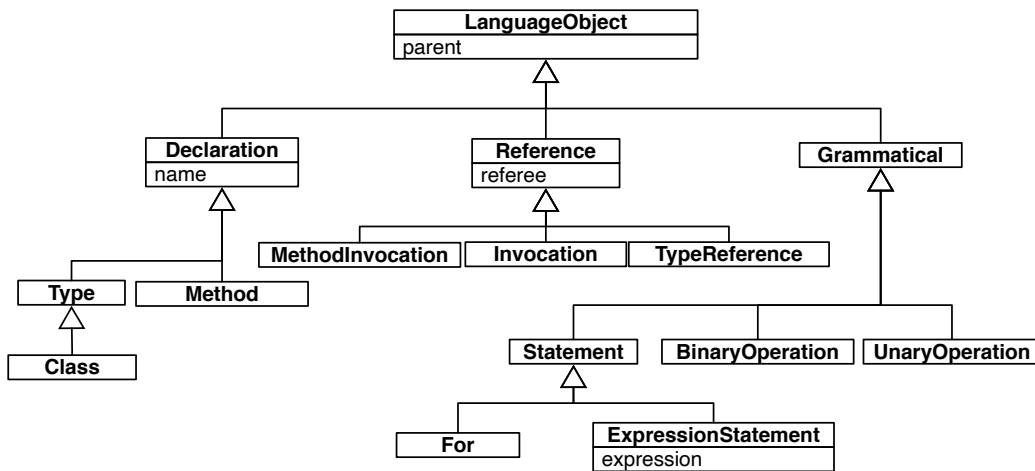 LanguageObject
parent
Declaration
name
Reference
referee
Grammatical
MethodInvocation
Invocation
TypeReference
Type
Method
Class
Statement
BinaryOperation
UnaryOperation
For
ExpressionStatement
expression